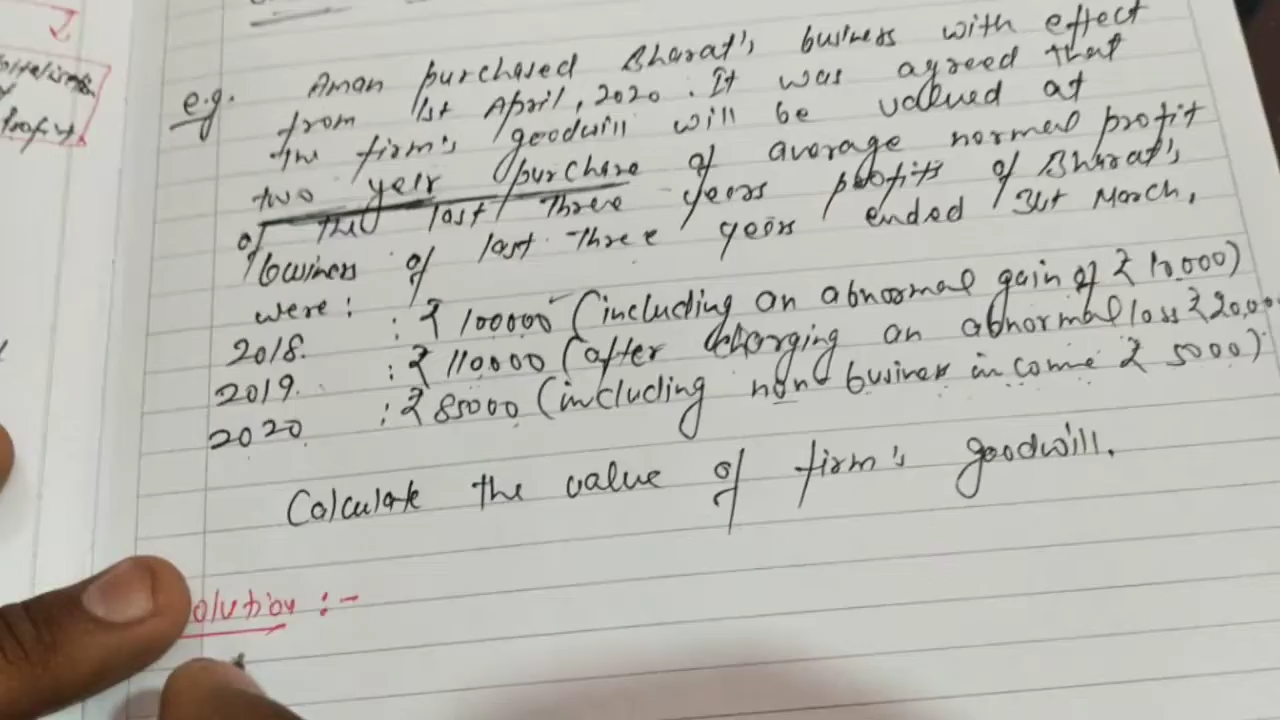 e.g. Aman purchased Bharat's business with effect
from 1st April, 2020. It was agreed that
the firm's goodwill will be valued at
two year purchase of average normal profit
of the last three years profits of Bharat's
business of last three years ended 31st March,
were:
2018. : ₹ 100000 (including an abnormal gain of ₹ 10,000)
2019. : ₹ 110000 (after charging an abnormal loss ₹ 20,00
2020 : ₹ 85000 (including non business income ₹ 5000)
Calculate the value of firm's goodwill.
olution :-